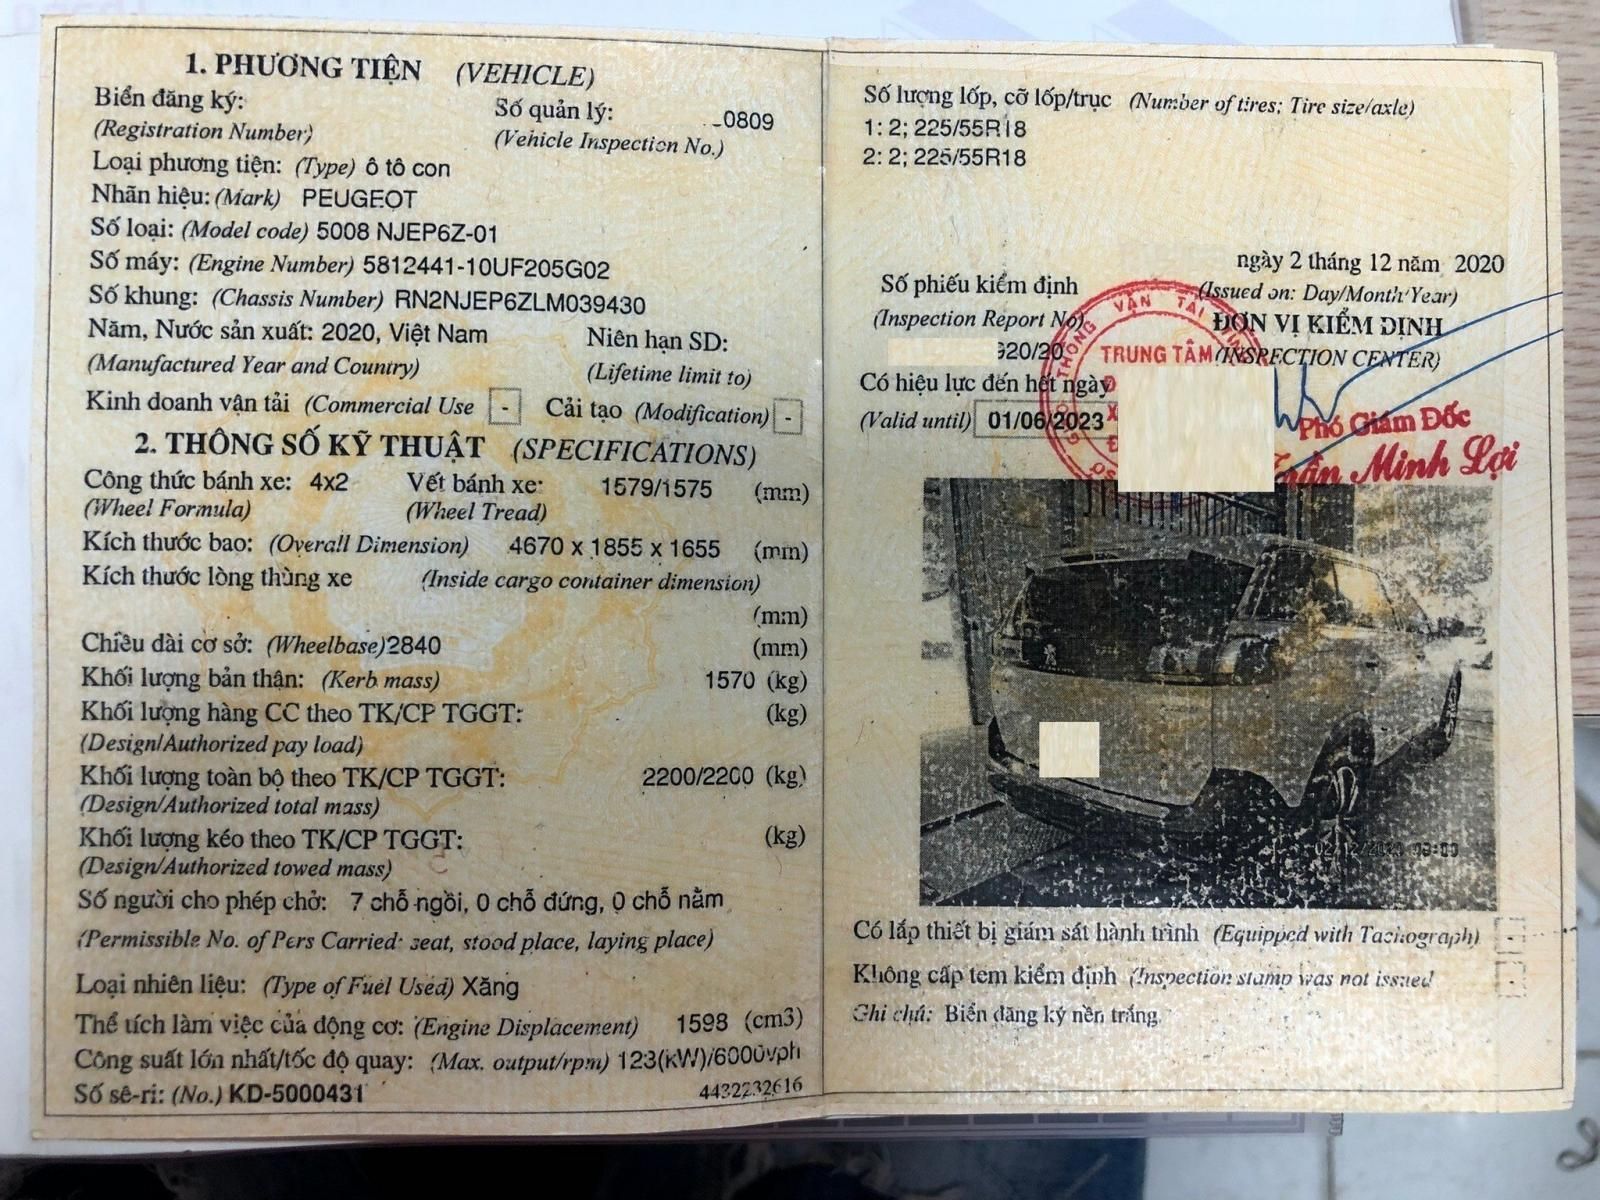 1. PHƯƠNG TIỆN (VEHICLE)
Biển đăng ký: Số quản lý: 0809
(Registration Number) (Vehicle Inspection No.)
Loại phương tiện: (Type) ô tô con
Nhãn hiệu: (Mark) PEUGEOT
Số loại: (Model code) 5008 NJEP6Z-01
Số máy: (Engine Number) 5812441-10UF205G02
Số khung: (Chassis Number) RN2NJEP6ZLM039430
Năm, Nước sản xuất: 2020, Việt Nam Niên hạn SD:
(Manufactured Year and Country) (Lifetime limit to)
Kinh doanh vận tải (Commercial Use - Cải tạo (Modification) -
2. THÔNG SỐ KỸ THUẬT (SPECIFICATIONS)
Công thức bánh xe: 4x2 Vết bánh xe: 1579/1575 (mm)
(Wheel Formula) (Wheel Tread)
Kích thước bao: (Overall Dimension) 4670 x 1855 x 1655 (mm)
Kích thước lòng thùng xe (Inside cargo container dimension)
(mm)
Chiều dài cơ sở: (Wheelbase) 2840 (mm)
Khối lượng bản thân: (Kerb mass) 1570 (kg)
Khối lượng hàng CC theo TK/CP TGGT: (kg)
(Design/Authorized pay load)
Khối lượng toàn bộ theo TK/CP TGGT: 2200/2200 (kg)
(Design/Authorized total mass)
Khối lượng kéo theo TK/CP TGGT: (kg)
(Design/Authorized towed mass)
Số người cho phép chở: 7 chỗ ngồi, 0 chỗ đứng, 0 chỗ nằm
(Permissible No. of Pers Carried: seat, stood place, laying place)
Loại nhiên liệu: (Type of Fuel Used) Xăng
Thể tích làm việc của động cơ: (Engine Displacement) 1598 (cm3)
Công suất lớn nhất/tốc độ quay: (Max. output/rpm) 123(kW)/6000vph
Số sê-ri: (No.) KD-5000431 4432232616
Số lượng lốp, cỡ lốp/trục (Number of tires; Tire size/axle)
1: 2; 225/55R18
2: 2; 225/55R18
ngày 2 tháng 12 năm 2020
Số phiếu kiểm định (Issued on: Day/Month/Year)
(Inspection Report No) ĐƠN VỊ KIỂM ĐỊNH
20/20 TRUNG TÂM (INSPECTION CENTER)
GIAO THÔNG VẬN TẢI
Có hiệu lực đến hết ngày
(Valid until) 01/06/2023 Phó Giám Đốc
Trần Minh Lợi
Có lắp thiết bị giám sát hành trình (Equipped with Tachograph)
Không cấp tem kiểm định (Inspection stamp was not issued
Ghi chú: Biển đăng ký nền trắng